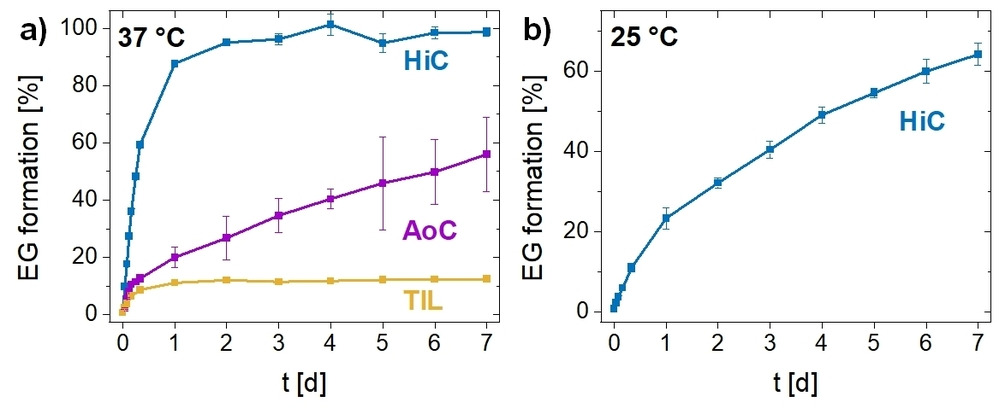 a)
37 °C
HiC
AoC
TIL
EG formation [%]
100
80
60
40
20
0
0 1 2 3 4 5 6 7
t [d]
b)
25 °C
HiC
EG formation [%]
60
40
20
0
0 1 2 3 4 5 6 7
t [d]